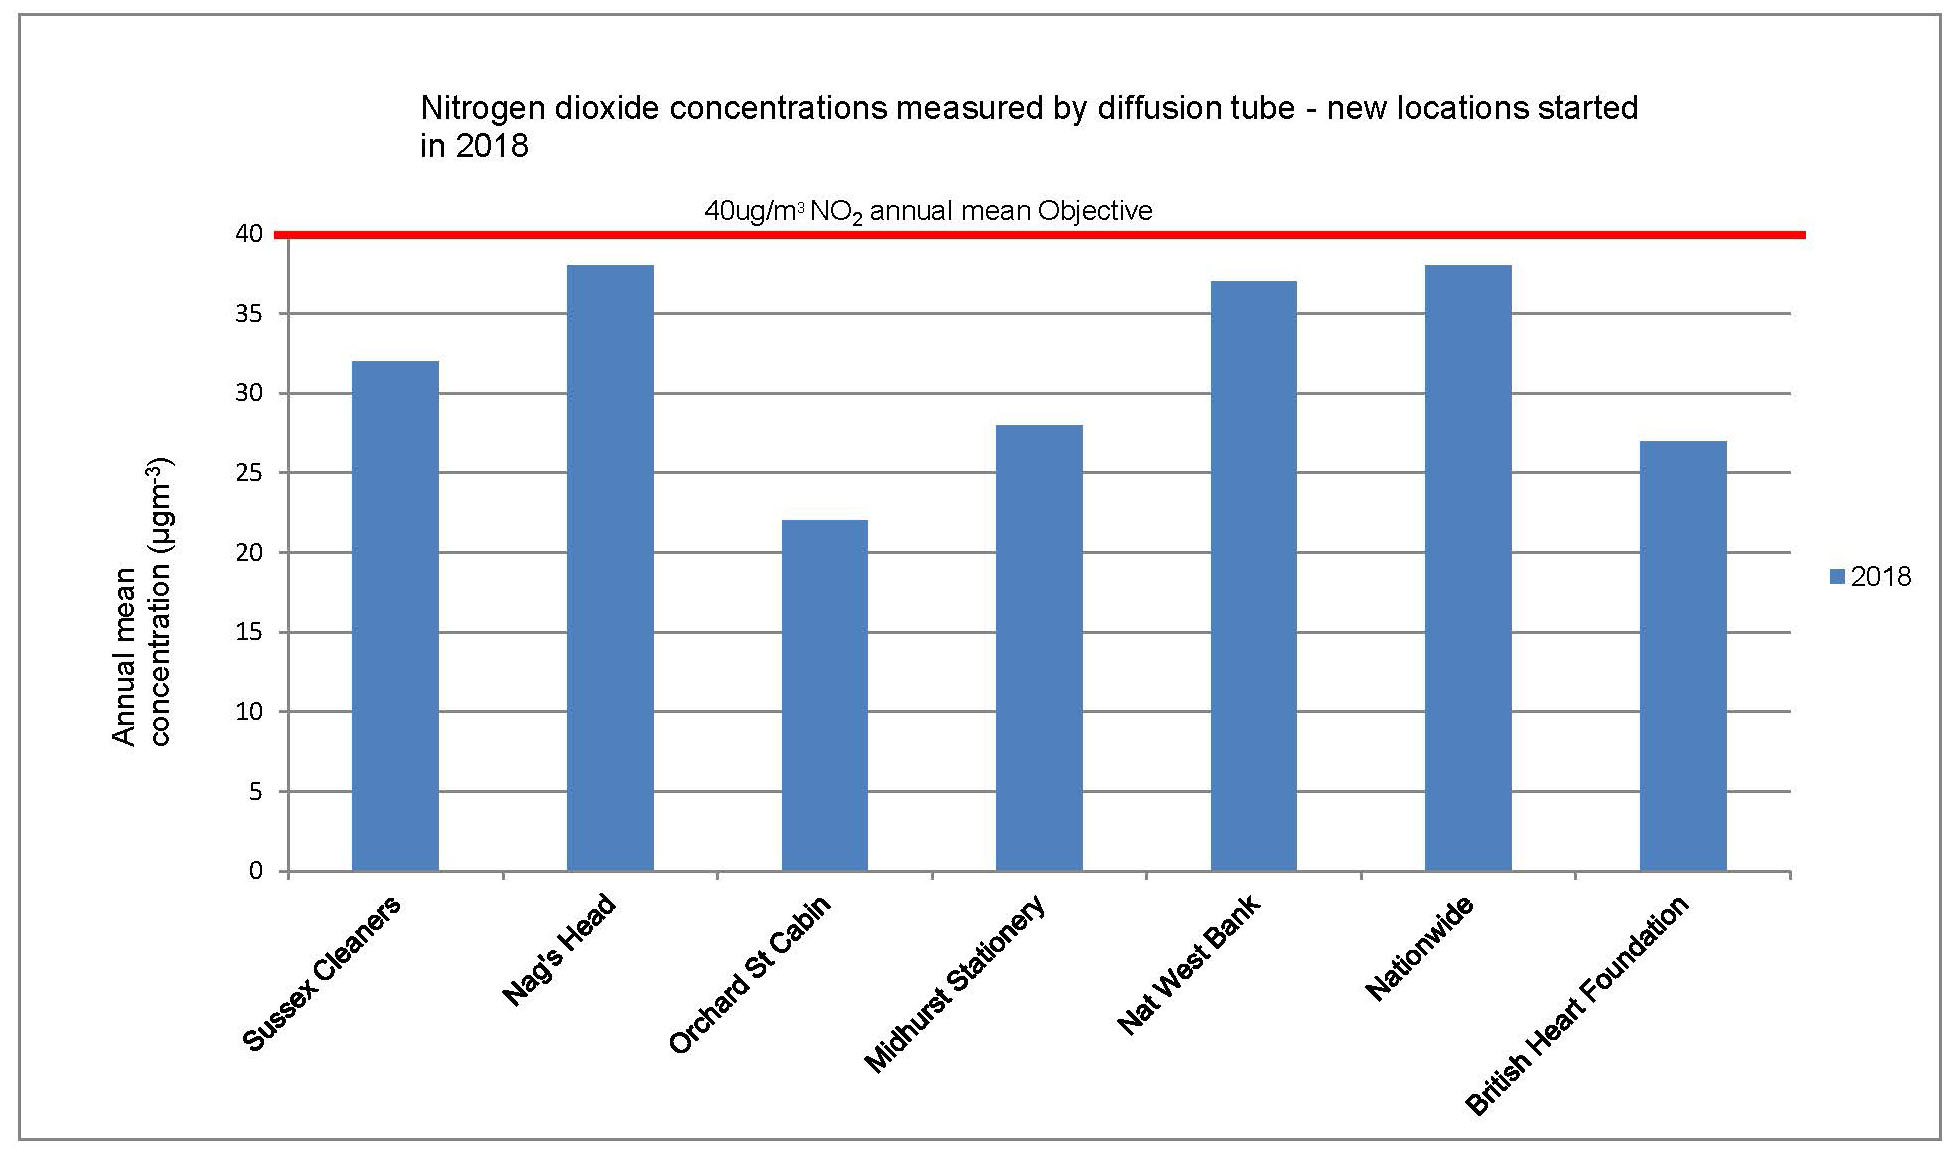 Nitrogen dioxide concentrations measured by diffusion tube - new locations started
in 2018
40ug/m³ NO₂ annual mean Objective
40
35
30
25
20
15
10
5
0
Annual mean
concentration (µgm⁻³)
2018
Sussex Cleaners
Nag's Head
Orchard St Cabin
Midhurst Stationery
Nat West Bank
Nationwide
British Heart Foundation